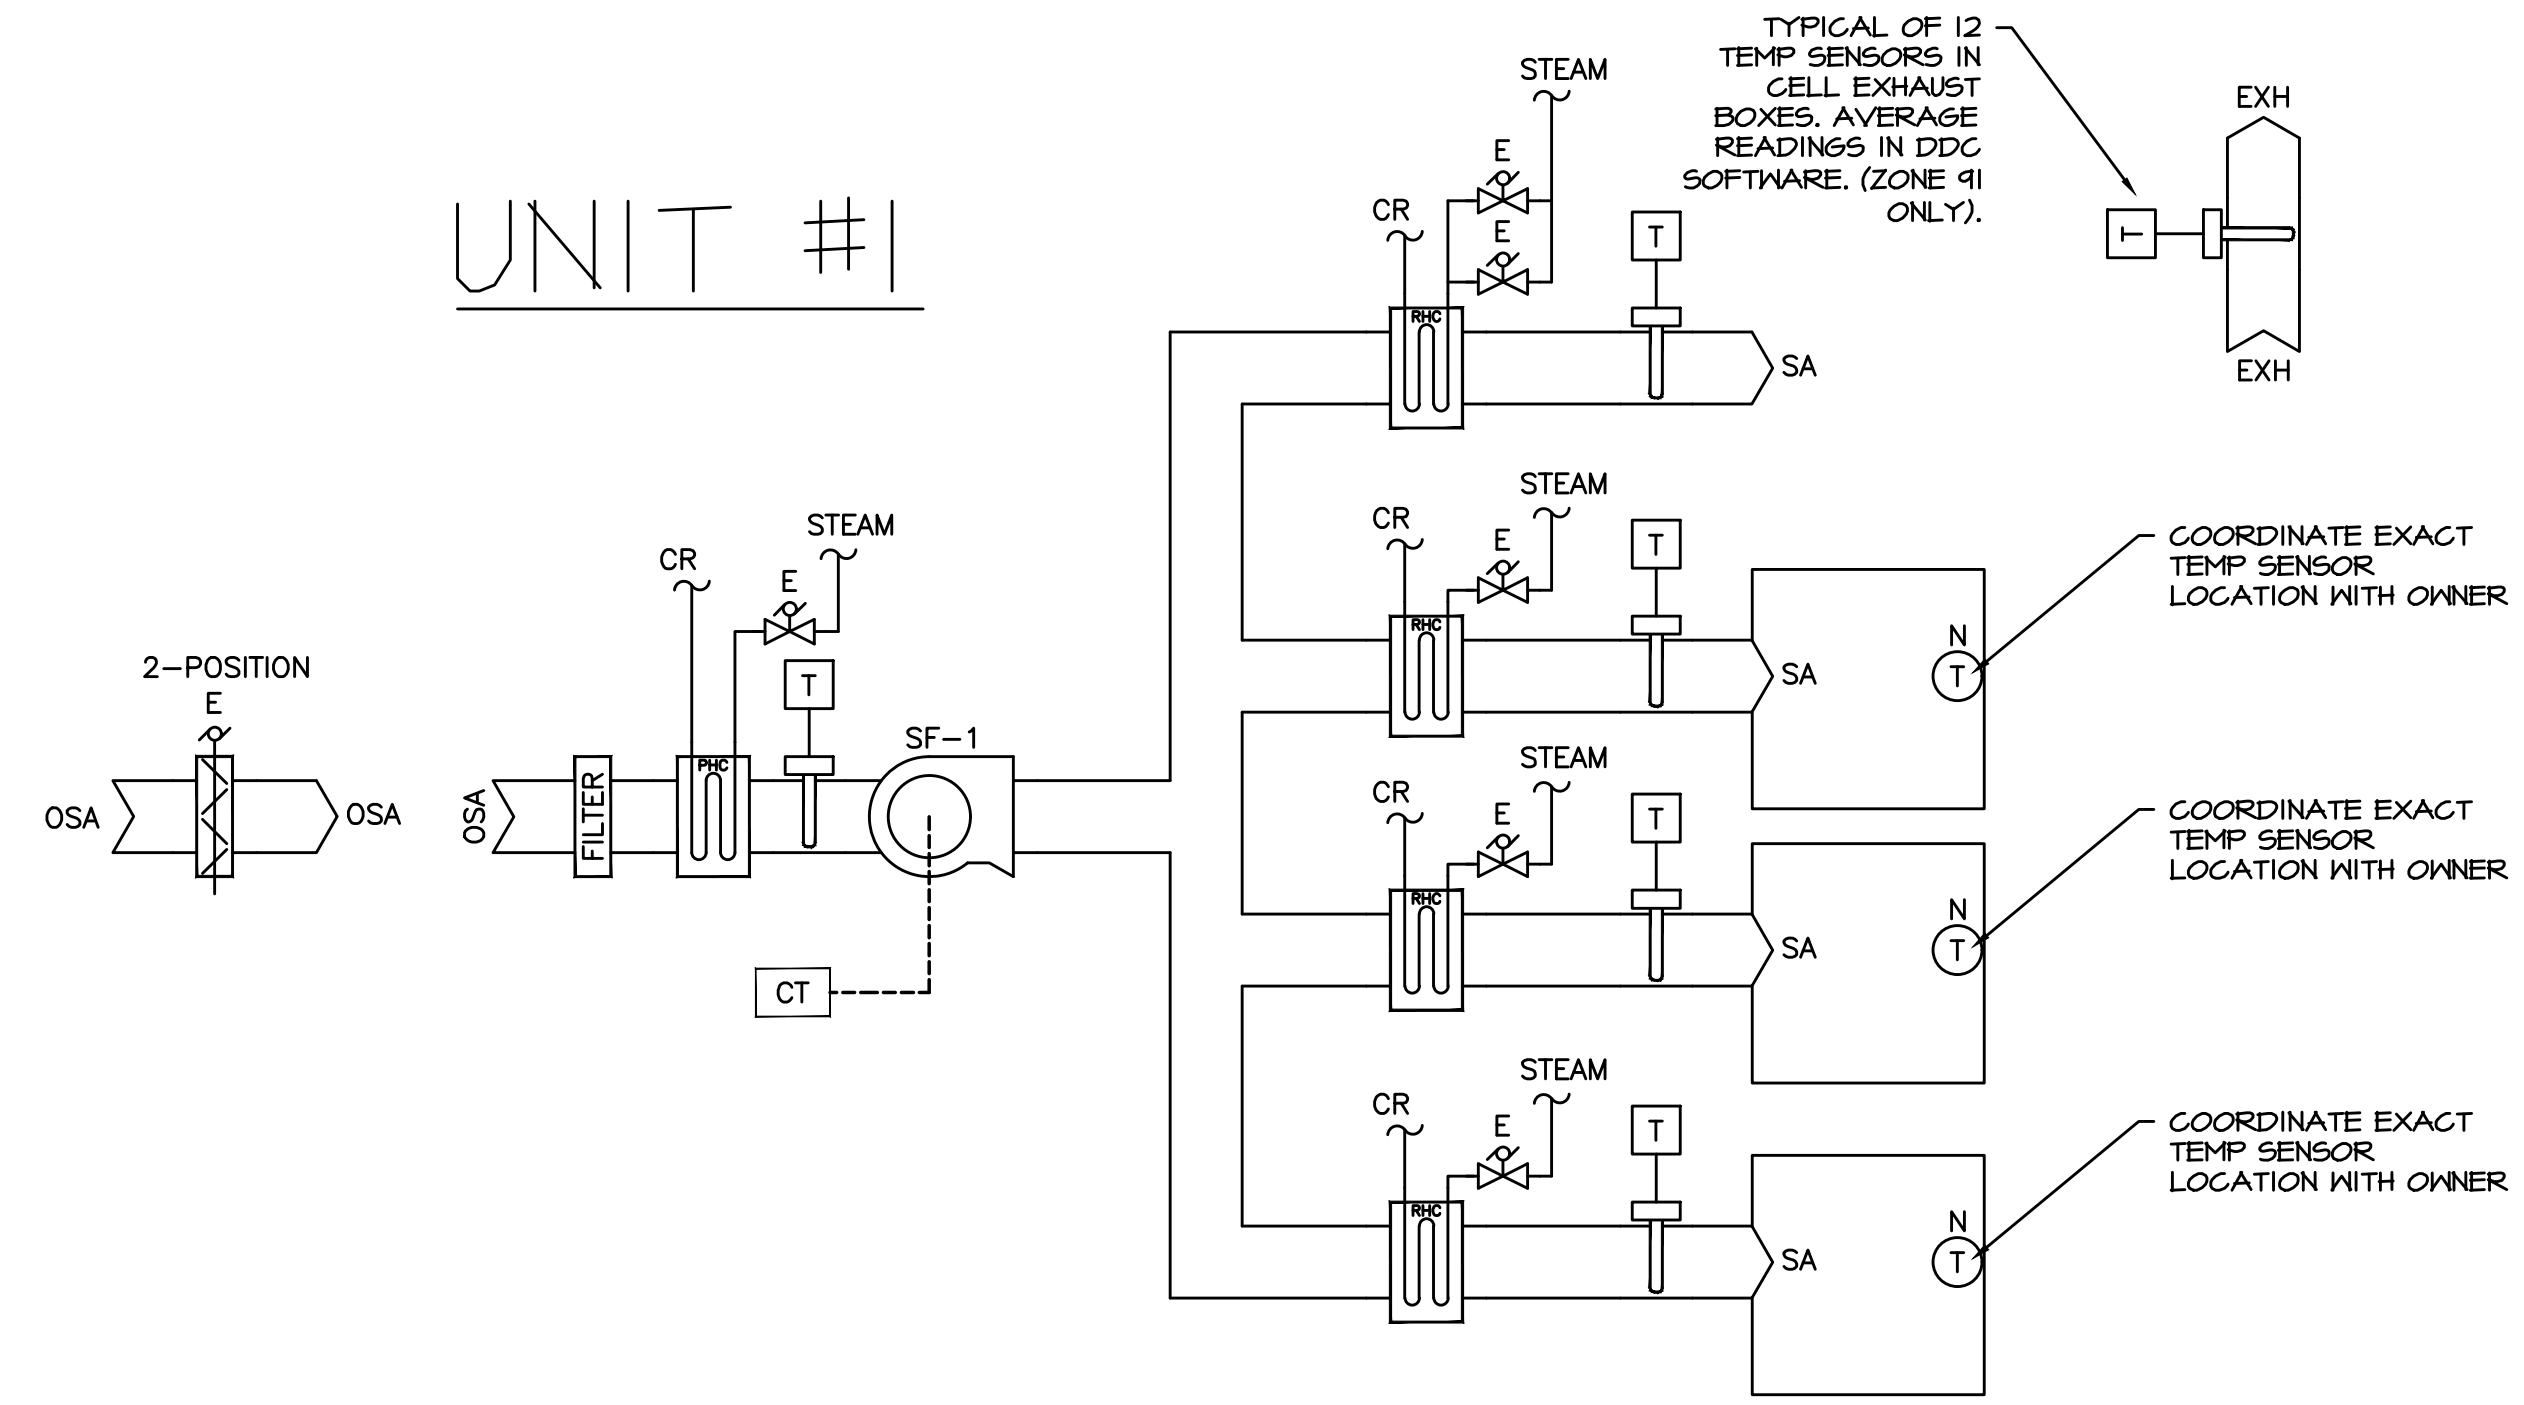 UNIT #1
TYPICAL OF 12
TEMP SENSORS IN
CELL EXHAUST
BOXES. AVERAGE
READINGS IN DDC
SOFTWARE. (ZONE 91
ONLY).
EXH
T
EXH
STEAM
E
CR
E
T
RHC
SA
STEAM
CR
E
T
RHC
SA
N
T
COORDINATE EXACT
TEMP SENSOR
LOCATION WITH OWNER
2-POSITION
E
OSA
OSA
OSA
FILTER
CR
STEAM
E
PHC
T
SF-1
CT
STEAM
CR
E
T
RHC
SA
N
T
COORDINATE EXACT
TEMP SENSOR
LOCATION WITH OWNER
STEAM
CR
E
T
RHC
SA
N
T
COORDINATE EXACT
TEMP SENSOR
LOCATION WITH OWNER